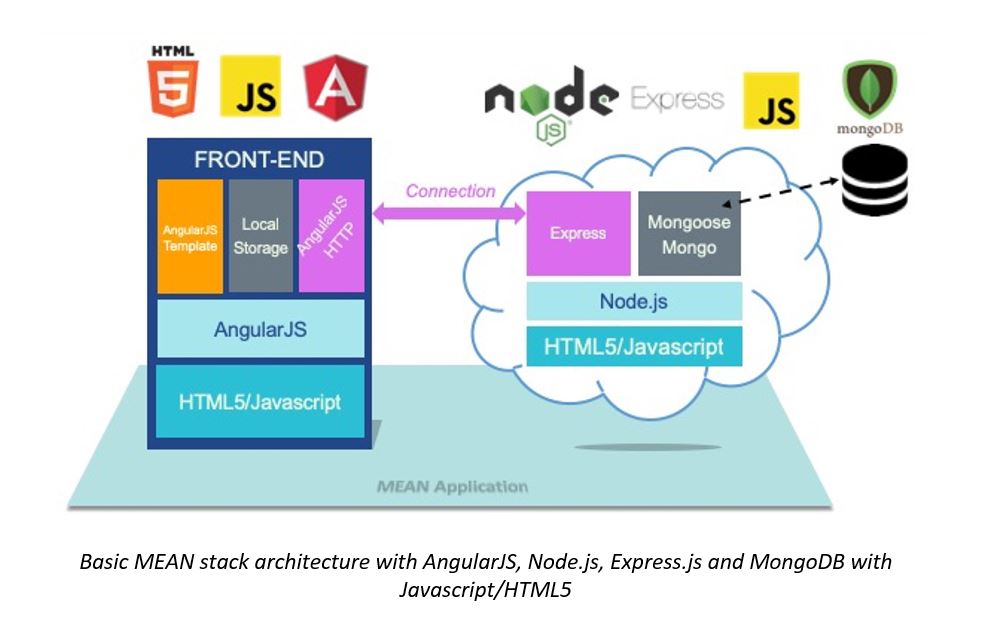 HTML
5
JS
A
node
JS
Express
JS
mongoDB
FRONT-END
AngularJS
Template
Local
Storage
AngularJS
HTTP
AngularJS
HTML5/Javascript
Connection
Express
Mongoose
Mongo
Node.js
HTML5/Javascript
MEAN Application
Basic MEAN stack architecture with AngularJS, Node.js, Express.js and MongoDB with
Javascript/HTML5